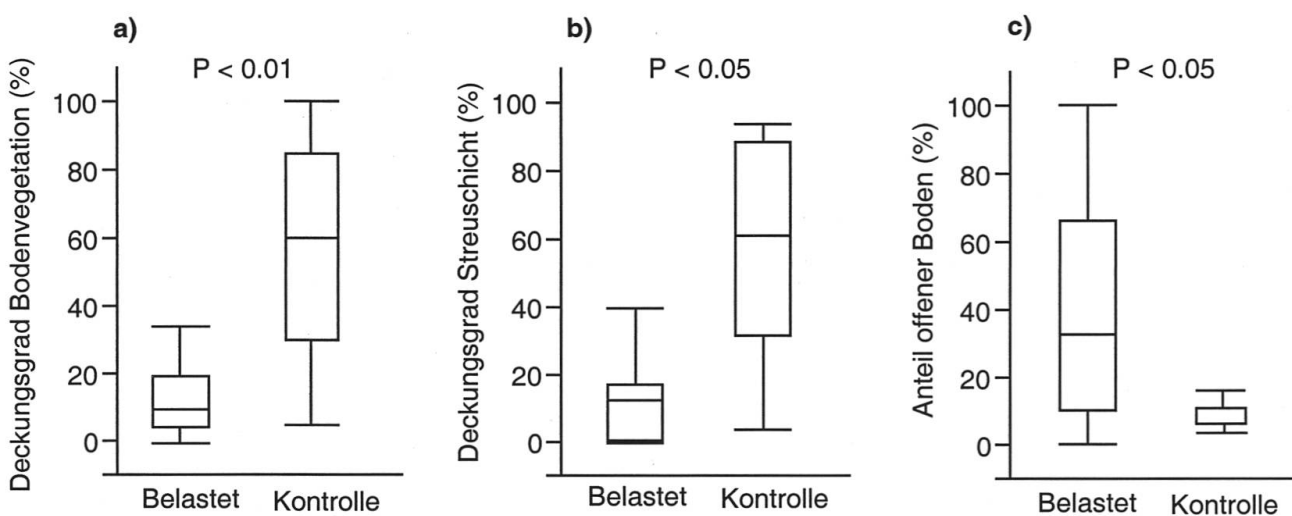 a)
P < 0.01
Deckungsgrad Bodenvegetation (%)
100
80
60
40
20
0
Belastet Kontrolle
b)
P < 0.05
Deckungsgrad Streuschicht (%)
100
80
60
40
20
0
Belastet Kontrolle
c)
P < 0.05
Anteil offener Boden (%)
100
80
60
40
20
0
Belastet Kontrolle